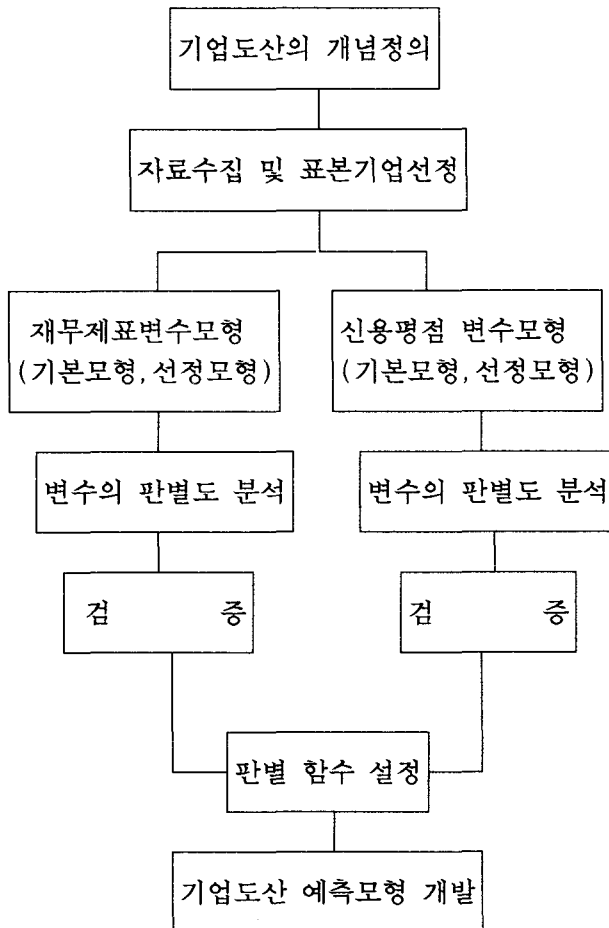 기업도산의 개념정의
자료수집 및 표본기업선정
재무제표변수모형
(기본모형,선정모형)
신용평점 변수모형
(기본모형,선정모형)
변수의 판별도 분석
변수의 판별도 분석
검 증
검 증
판별 함수 설정
기업도산 예측모형 개발